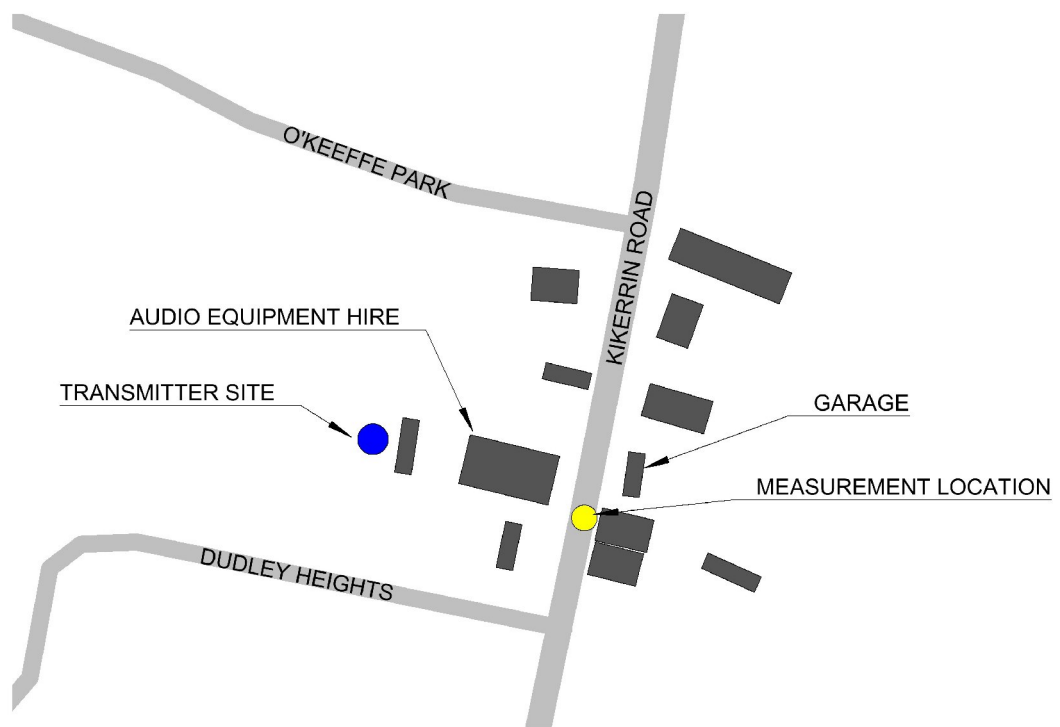 O'KEEFFE PARK
KIKERRIN ROAD
AUDIO EQUIPMENT HIRE
TRANSMITTER SITE
GARAGE
MEASUREMENT LOCATION
DUDLEY HEIGHTS